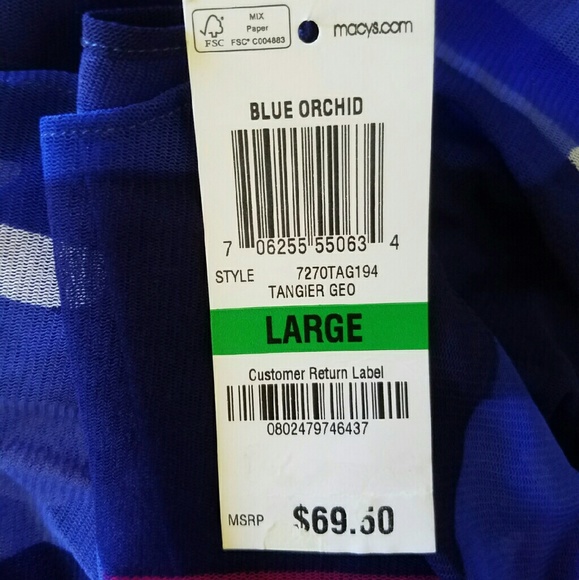 MIX
Paper
FSC FSC® C004883
macys.com
BLUE ORCHID
7 06255 55063 4
STYLE 7270TAG194
TANGIER GEO
LARGE
Customer Return Label
0802479746437
MSRP $69.50